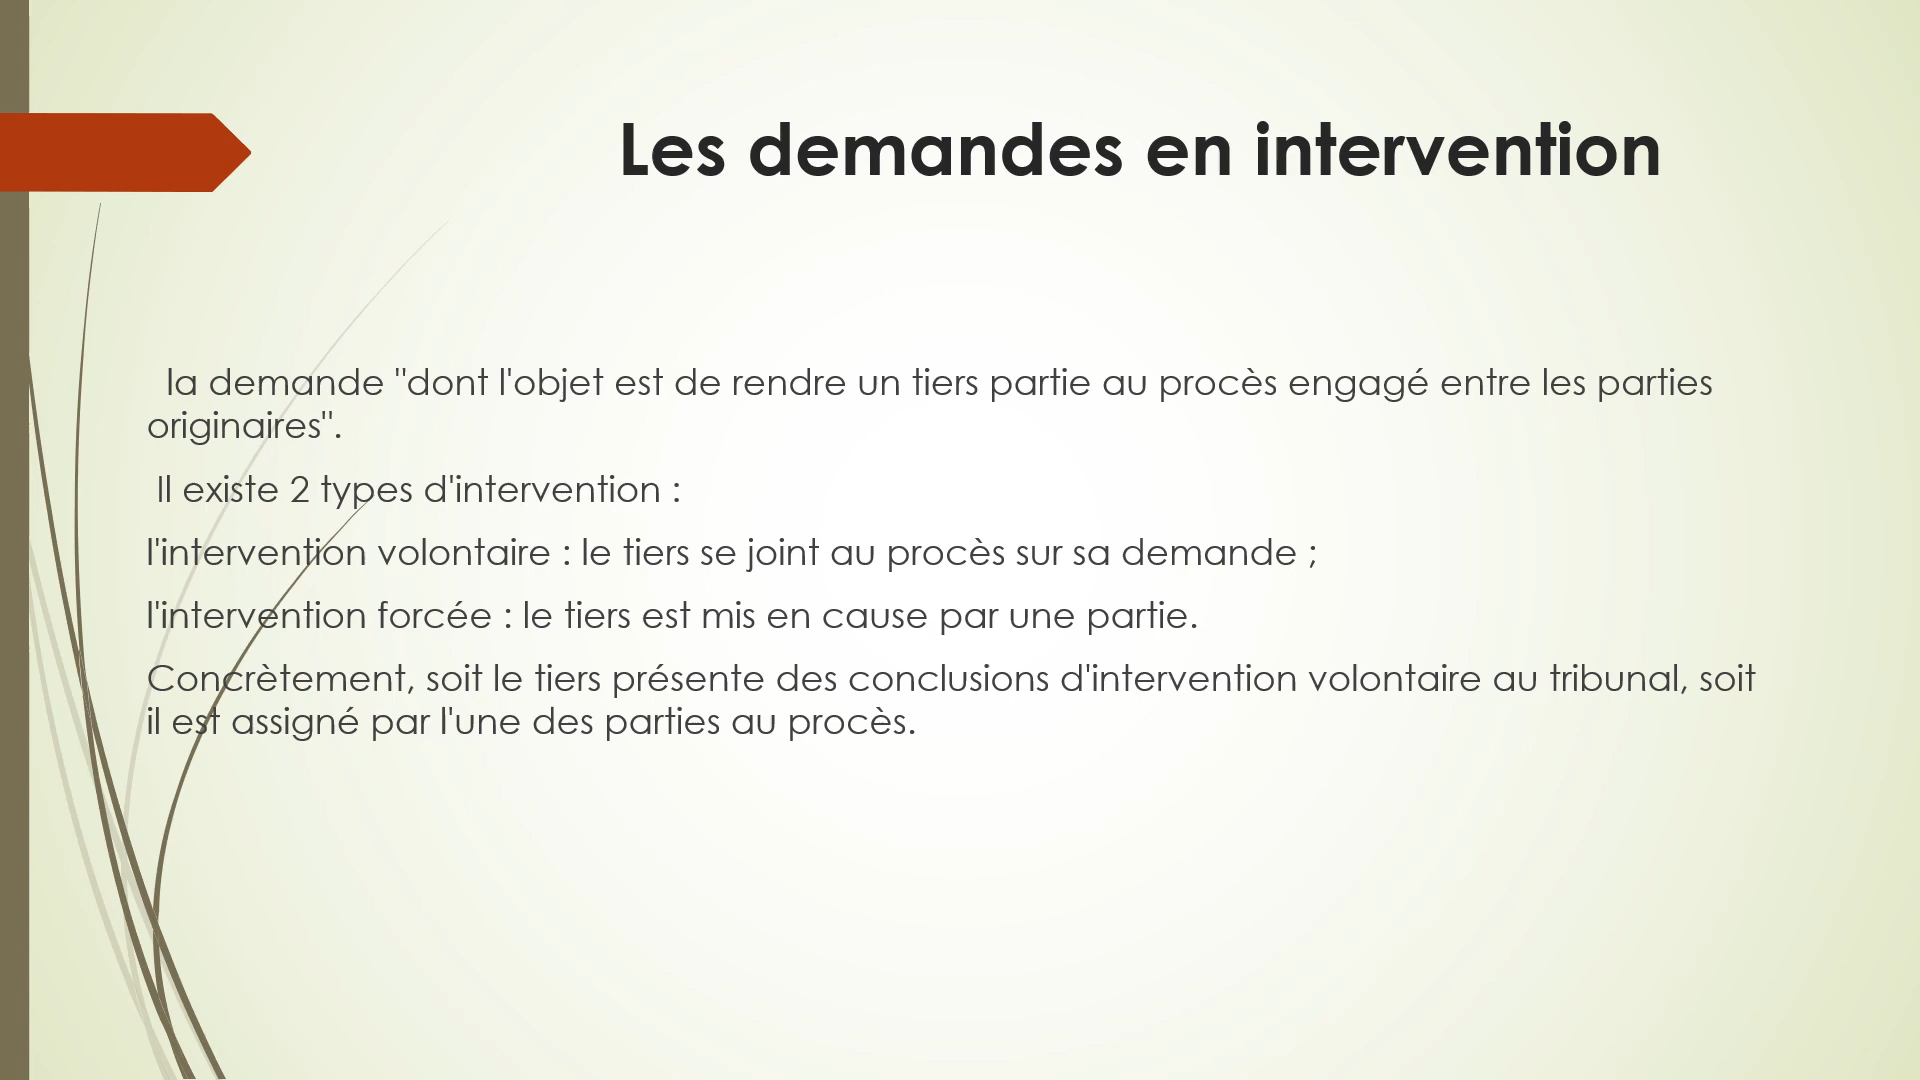 Les demandes en intervention
la demande "dont l'objet est de rendre un tiers partie au procès engagé entre les parties
originaires".
Il existe 2 types d'intervention :
l'intervention volontaire : le tiers se joint au procès sur sa demande ;
l'intervention forcée : le tiers est mis en cause par une partie.
Concrètement, soit le tiers présente des conclusions d'intervention volontaire au tribunal, soit
il est assigné par l'une des parties au procès.